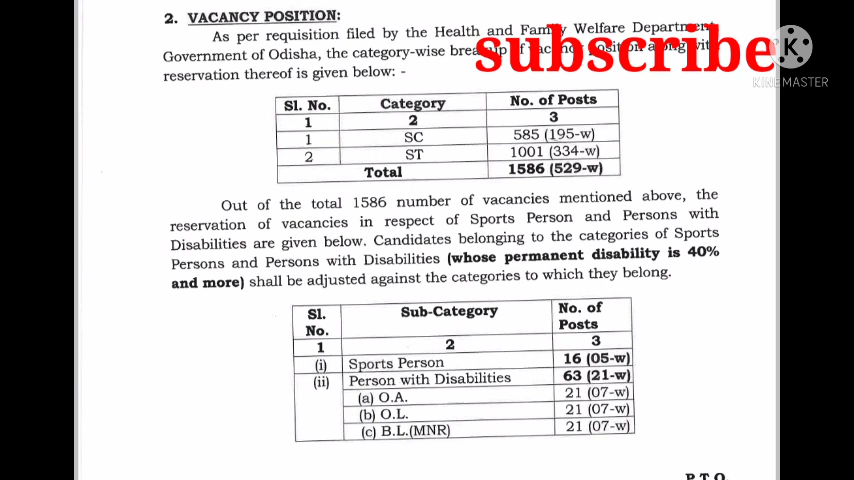 2. VACANCY POSITION:
As per requisition filed by the Health and Family Welfare Department,
Government of Odisha, the category-wise breakup of vacancy position along with
reservation thereof is given below: -
subscribe
K
KINEMASTER
Sl. No. Category No. of Posts
1 2 3
1 SC 585 (195-w)
2 ST 1001 (334-w)
Total 1586 (529-w)
Out of the total 1586 number of vacancies mentioned above, the
reservation of vacancies in respect of Sports Person and Persons with
Disabilities are given below. Candidates belonging to the categories of Sports
Persons and Persons with Disabilities (whose permanent disability is 40%
and more) shall be adjusted against the categories to which they belong.
Sl. Sub-Category No. of
No. Posts
1 2 3
(i) Sports Person 16 (05-w)
(ii) Person with Disabilities 63 (21-w)
(a) O.A. 21 (07-w)
(b) O.L. 21 (07-w)
(c) B.L.(MNR) 21 (07-w)
P.T.O.